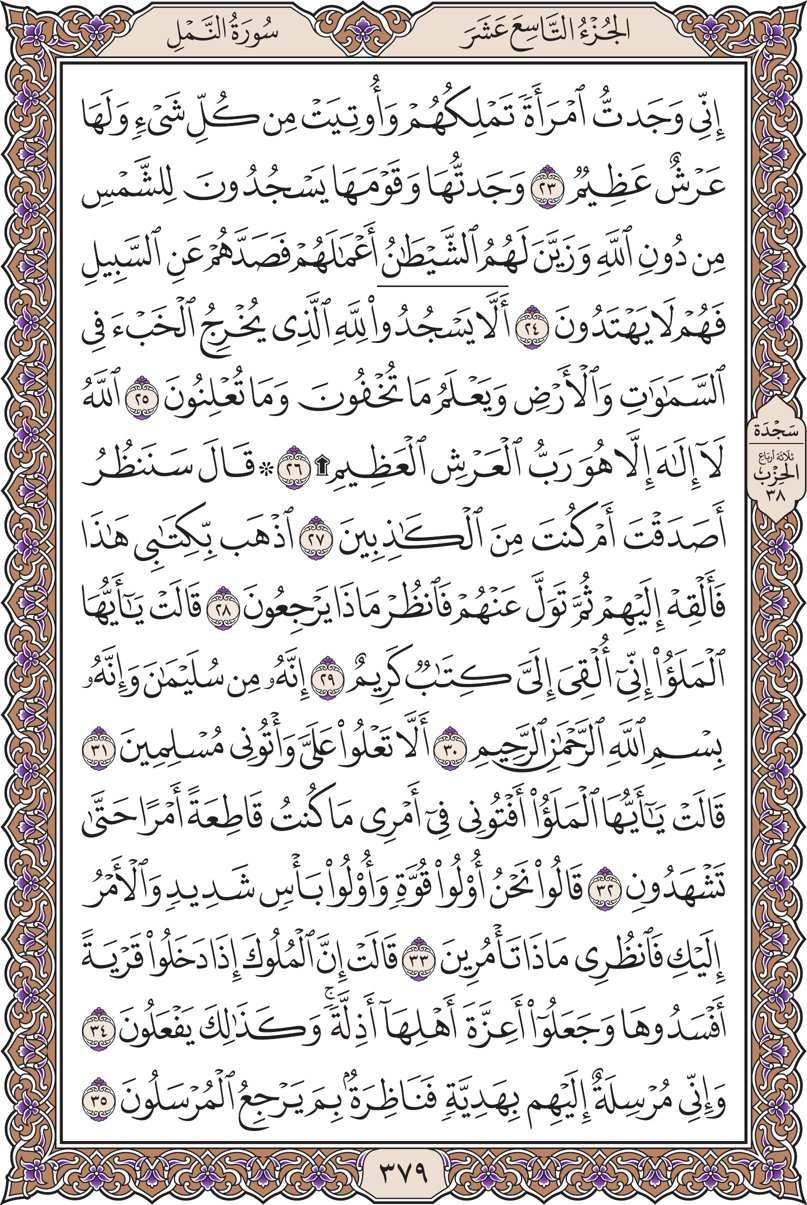 الجُزْءُ التَّاسِعَ عَشَرَ
سُورَةُ النَّمْلِ
إِنِّي وَجَدتُّ ٱمْرَأَةً تَمْلِكُهُمْ وَأُوتِيَتْ مِن كُلِّ شَىْءٍ وَلَهَا
عَرْشٌ عَظِيمٌ ٢٣ وَجَدتُّهَا وَقَوْمَهَا يَسْجُدُونَ لِلشَّمْسِ
مِن دُونِ ٱللَّهِ وَزَيَّنَ لَهُمُ ٱلشَّيْطَٰنُ أَعْمَٰلَهُمْ فَصَدَّهُمْ عَنِ ٱلسَّبِيلِ
فَهُمْ لَا يَهْتَدُونَ ٢٤ أَلَّا يَسْجُدُوا۟ لِلَّهِ ٱلَّذِى يُخْرِجُ ٱلْخَبْءَ فِى
ٱلسَّمَٰوَٰتِ وَٱلْأَرْضِ وَيَعْلَمُ مَا تُخْفُونَ وَمَا تُعْلِنُونَ ٢٥ ٱللَّهُ
لَآ إِلَٰهَ إِلَّا هُوَ رَبُّ ٱلْعَرْشِ ٱلْعَظِيمِ ۩ ٢٦ * قَالَ سَنَنظُرُ
أَصَدَقْتَ أَمْ كُنتَ مِنَ ٱلْكَٰذِبِينَ ٢٧ ٱذْهَب بِّكِتَٰبِى هَٰذَا
فَأَلْقِهْ إِلَيْهِمْ ثُمَّ تَوَلَّ عَنْهُمْ فَٱنظُرْ مَاذَا يَرْجِعُونَ ٢٨ قَالَتْ يَٰٓأَيُّهَا
ٱلْمَلَؤُا۟ إِنِّىٓ أُلْقِىَ إِلَىَّ كِتَٰبٌ كَرِيمٌ ٢٩ إِنَّهُۥ مِن سُلَيْمَٰنَ وَإِنَّهُۥ
بِسْمِ ٱللَّهِ ٱلرَّحْمَٰنِ ٱلرَّحِيمِ ٣٠ أَلَّا تَعْلُوا۟ عَلَىَّ وَأْتُونِى مُسْلِمِينَ ٣١
قَالَتْ يَٰٓأَيُّهَا ٱلْمَلَؤُا۟ أَفْتُونِى فِىٓ أَمْرِى مَا كُنتُ قَاطِعَةً أَمْرًا حَتَّىٰ
تَشْهَدُونِ ٣٢ قَالُوا۟ نَحْنُ أُو۟لُوا۟ قُوَّةٍ وَأُو۟لُوا۟ بَأْسٍ شَدِيدٍ وَٱلْأَمْرُ
إِلَيْكِ فَٱنظُرِى مَاذَا تَأْمُرِينَ ٣٣ قَالَتْ إِنَّ ٱلْمُلُوكَ إِذَا دَخَلُوا۟ قَرْيَةً
أَفْسَدُوهَا وَجَعَلُوٓا۟ أَعِزَّةَ أَهْلِهَآ أَذِلَّةً ۖ وَكَذَٰلِكَ يَفْعَلُونَ ٣٤
وَإِنِّى مُرْسِلَةٌ إِلَيْهِم بِهَدِيَّةٍ فَنَاظِرَةٌۢ بِمَ يَرْجِعُ ٱلْمُرْسَلُونَ ٣٥
سَجْدَة
ثلاثة أرباع
الحِزْب
٣٨
٣٧٩